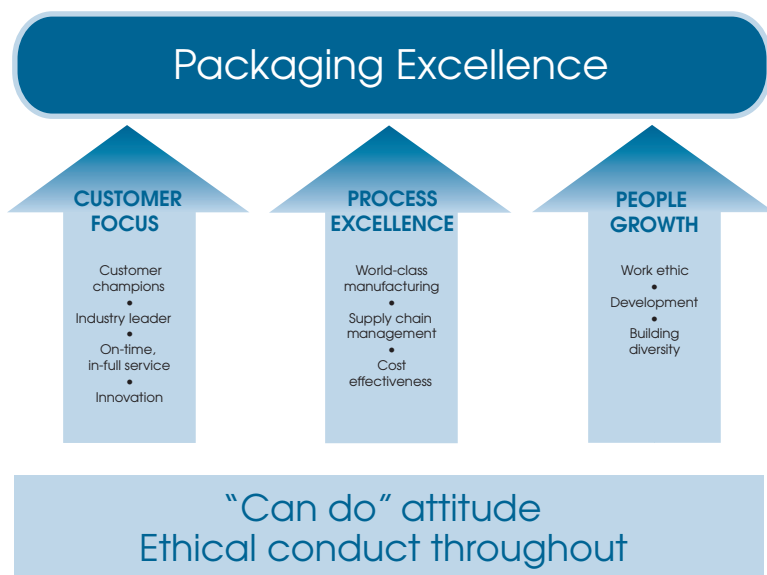 Packaging Excellence
CUSTOMER
FOCUS
Customer
champions
•
Industry leader
•
On-time,
in-full service
•
Innovation
PROCESS
EXCELLENCE
World-class
manufacturing
•
Supply chain
management
•
Cost
effectiveness
PEOPLE
GROWTH
Work ethic
•
Development
•
Building
diversity
“Can do” attitude
Ethical conduct throughout